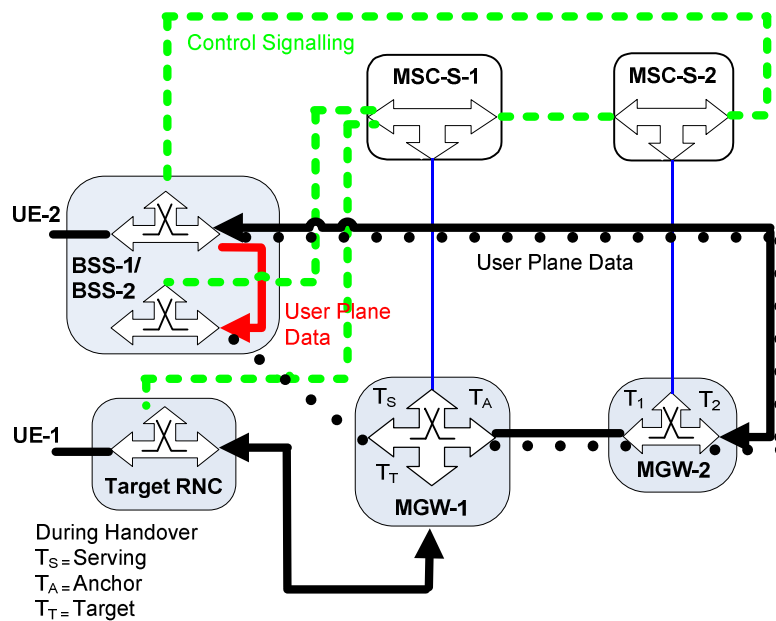 Control Signalling
MSC-S-1
MSC-S-2
UE-2
BSS-1/
BSS-2
User Plane Data
User Plane
Data
TS
TA
T1
T2
UE-1
TT
Target RNC
MGW-1
MGW-2
During Handover
TS = Serving
TA = Anchor
TT = Target